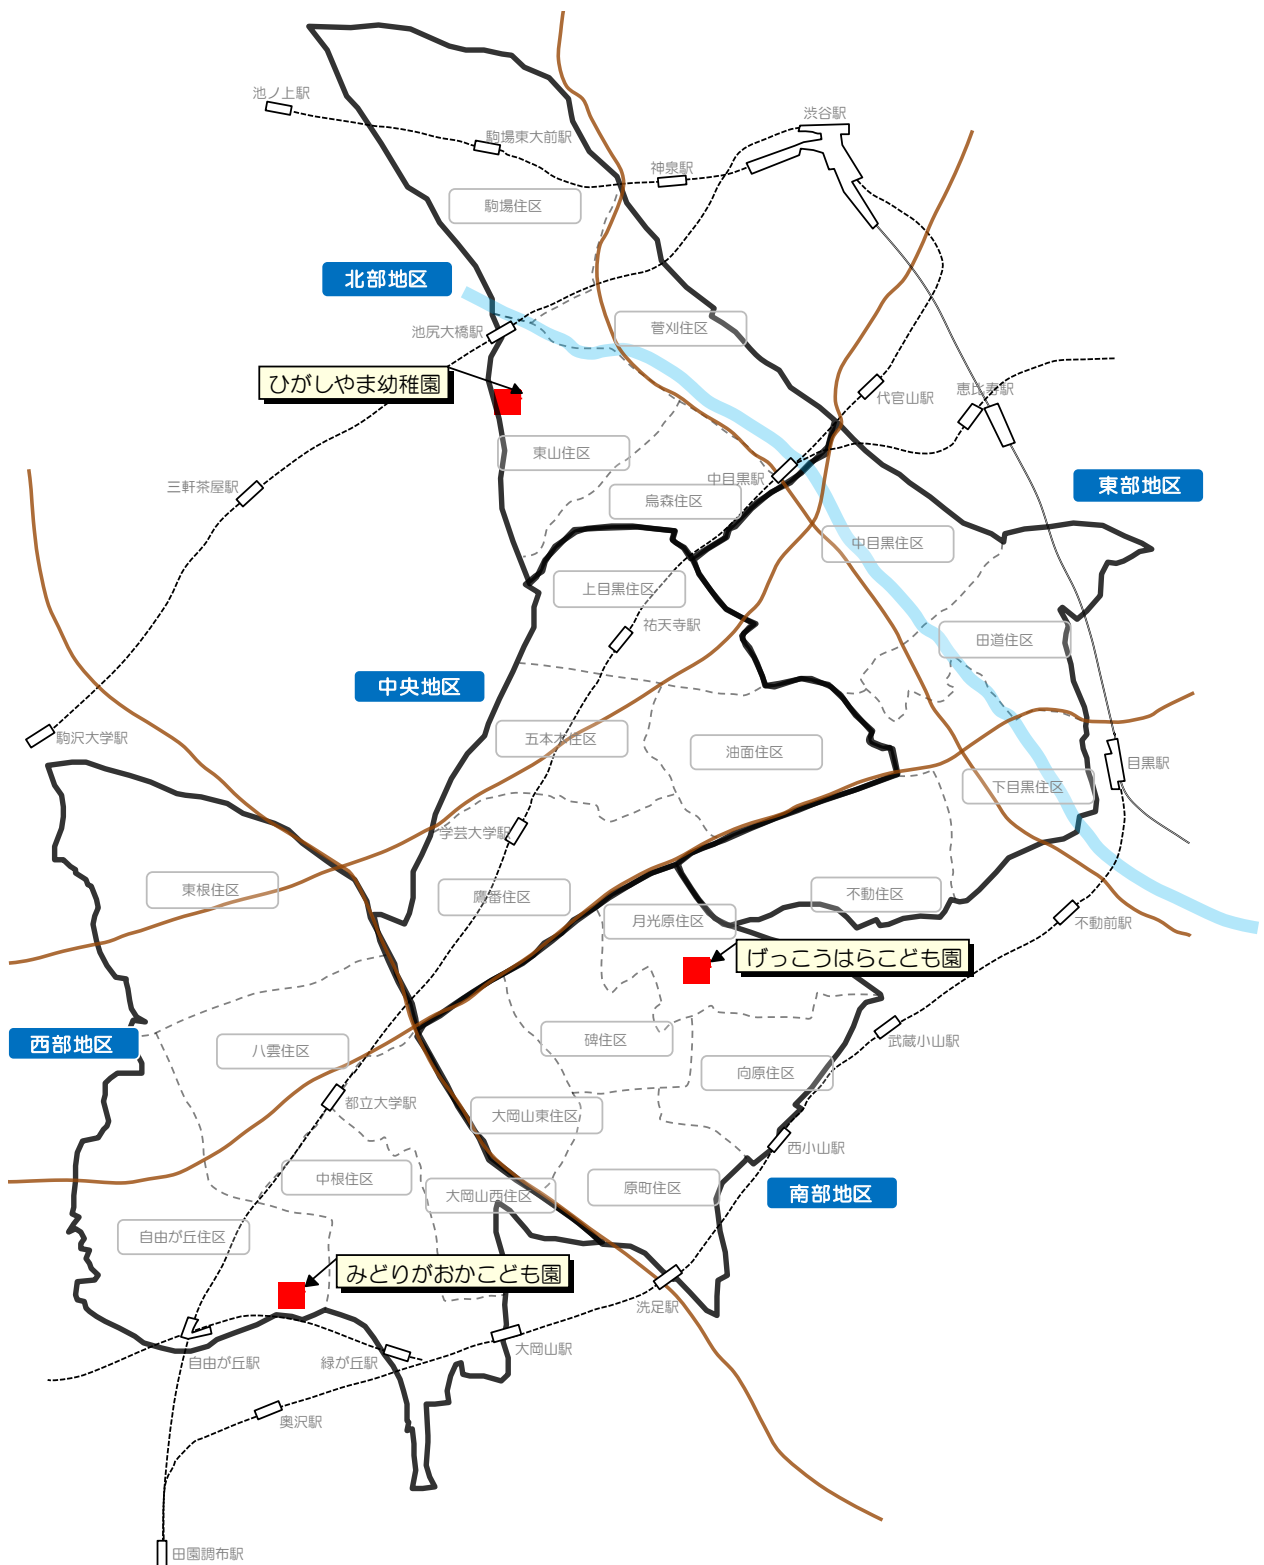 池ノ上駅
渋谷駅
駒場東大前駅
神泉駅
駒場住区
北部地区
池尻大橋駅
菅刈住区
ひがしやま幼稚園
代官山駅
恵比寿駅
東山住区
中目黒駅
三軒茶屋駅
烏森住区
東部地区
中目黒住区
上目黒住区
祐天寺駅
田道住区
中央地区
駒沢大学駅
五本木住区
油面住区
目黒駅
下目黒住区
学芸大学駅
東根住区
鷹番住区
不動住区
月光原住区
不動前駅
げっこうはらこども園
西部地区
八雲住区
碑住区
武蔵小山駅
向原住区
都立大学駅
大岡山東住区
西小山駅
中根住区
大岡山西住区
原町住区
南部地区
自由が丘住区
みどりがおかこども園
洗足駅
自由が丘駅
緑が丘駅
大岡山駅
奥沢駅
田園調布駅